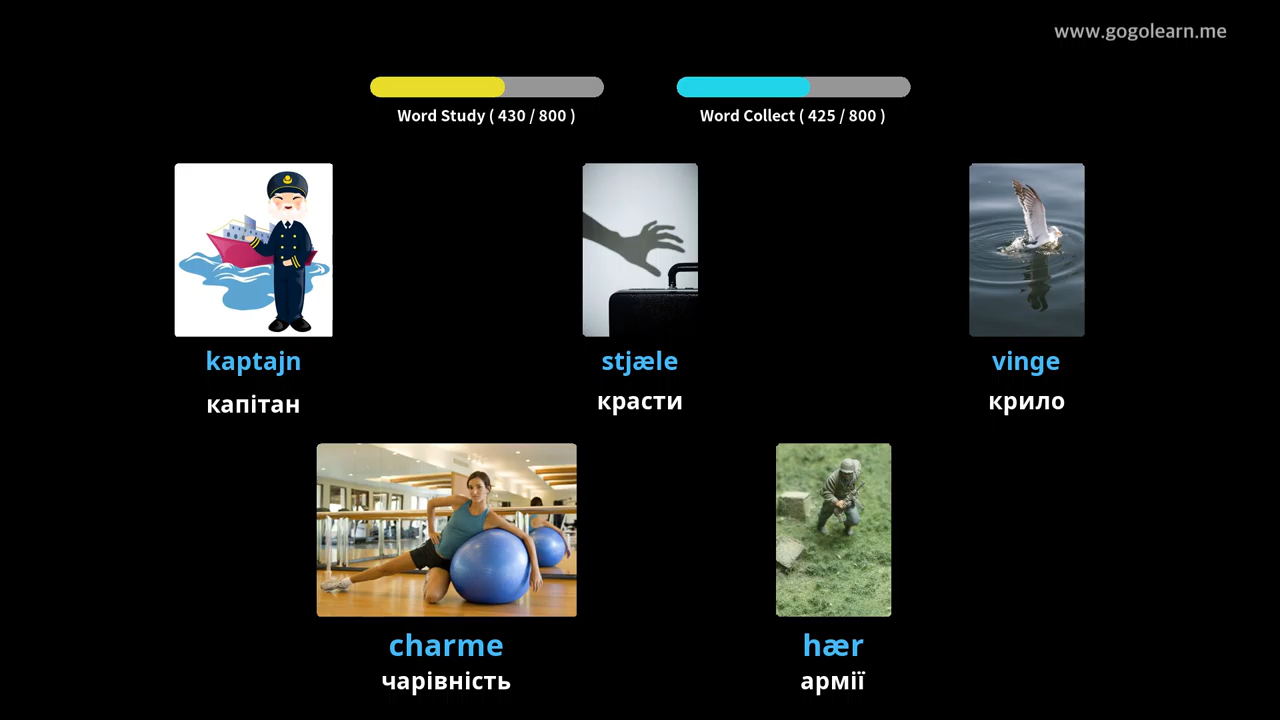 www.gogolearn.me
Word Study ( 430 / 800 )
Word Collect ( 425 / 800 )
kaptajn
капітан
stjæle
красти
vinge
крило
charme
чарівність
hær
армії